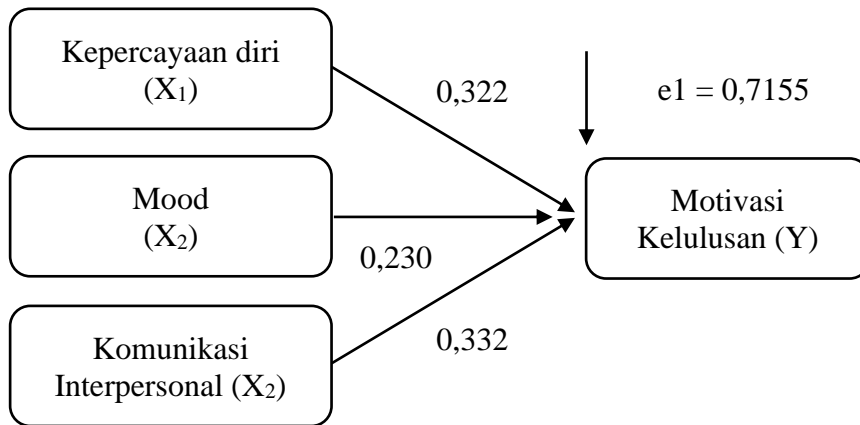 Kepercayaan diri
(X₁)
0,322
e1 = 0,7155
Mood
(X₂)
0,230
Motivasi
Kelulusan (Y)
Komunikasi
Interpersonal (X₂)
0,332